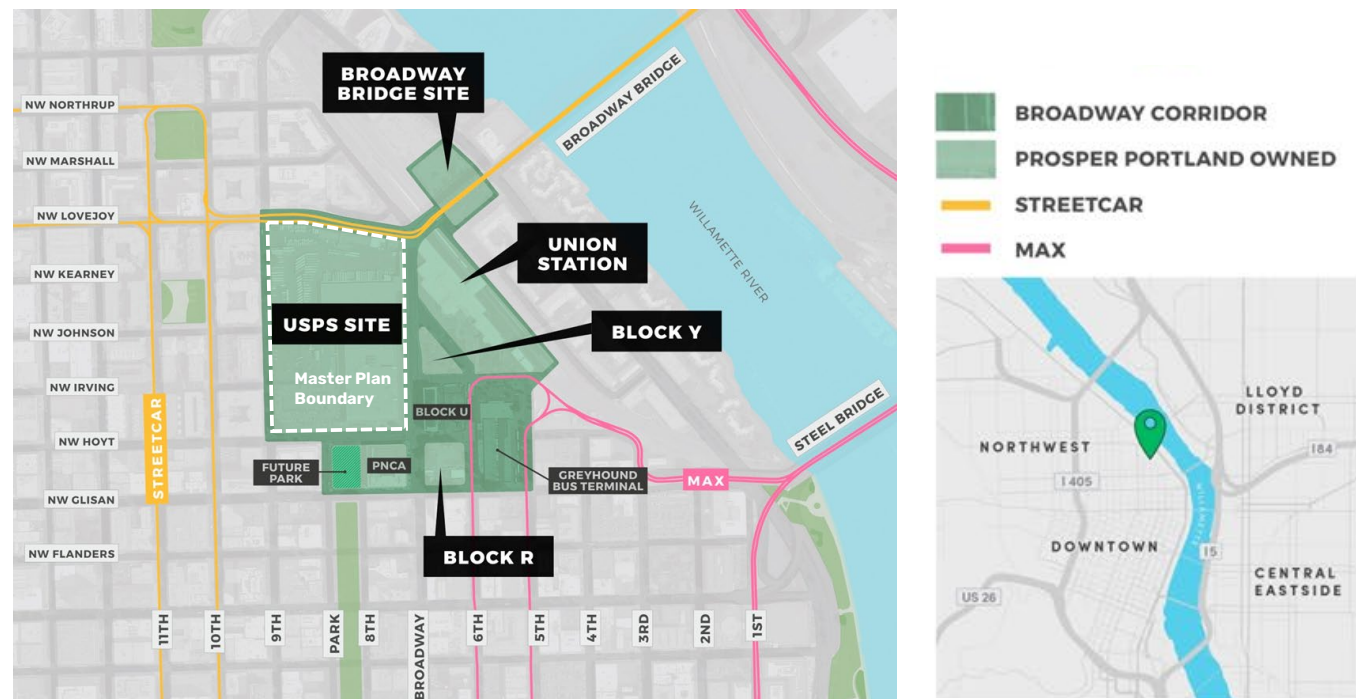 BROADWAY
BRIDGE SITE
NW NORTHRUP
NW MARSHALL
NW LOVEJOY
NW KEARNEY
NW JOHNSON
NW IRVING
NW HOYT
NW GLISAN
NW FLANDERS
BROADWAY BRIDGE
WILLAMETTE RIVER
UNION
STATION
USPS SITE
BLOCK Y
Master Plan
Boundary
BLOCK U
STREETCAR
STEEL BRIDGE
FUTURE
PARK
PNCA
GREYHOUND
BUS TERMINAL
MAX
BLOCK R
11TH
10TH
9TH
PARK
8TH
BROADWAY
6TH
5TH
4TH
3RD
2ND
1ST
BROADWAY CORRIDOR
PROSPER PORTLAND OWNED
STREETCAR
MAX
LLOYD
DISTRICT
NORTHWEST
I84
I 405
WILLAMETTE
DOWNTOWN
I5
CENTRAL
EASTSIDE
US 26